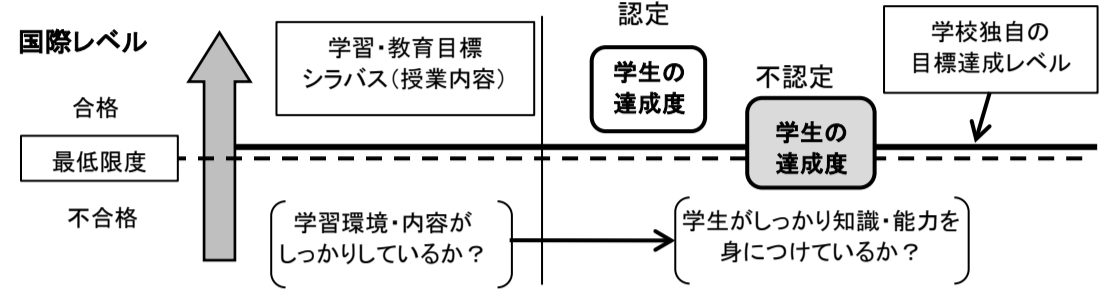 国際レベル
合格
最低限度
不合格
学習・教育目標
シラバス(授業内容)
学習環境・内容が
しっかりしているか?
認定
学生の
達成度
不認定
学生の
達成度
学校独自の
目標達成レベル
学生がしっかり知識・能力を
身につけているか?